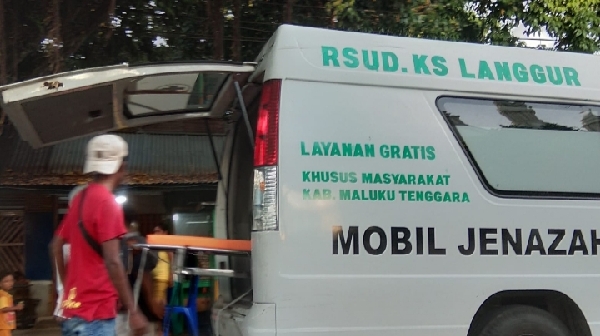 RSUD.KS LANGGUR
LAYANAN GRATIS
KHUSUS MASYARAKAT
KAB. MALUKU TENGGARA
MOBIL JENAZAH